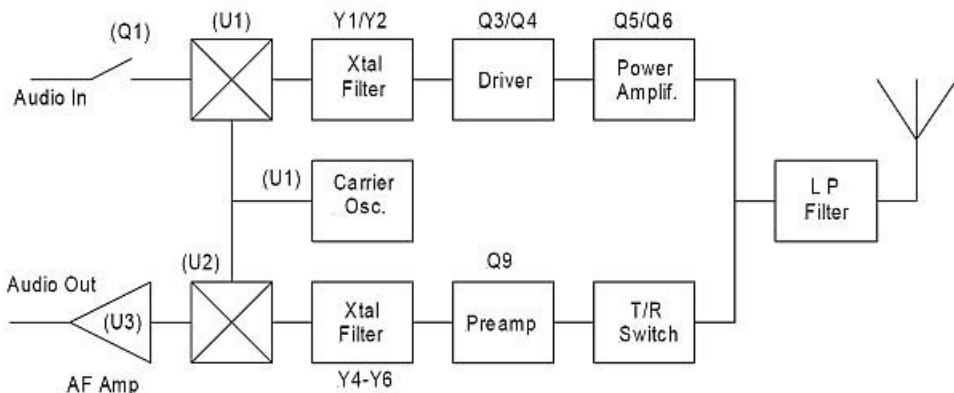 (Q1)
(U1)
Y1/Y2
Q3/Q4
Q5/Q6
Audio In
Xtal
Filter
Driver
Power
Amplif.
(U1)
Carrier
Osc.
L P
Filter
(U2)
Q9
Audio Out
(U3)
AF Amp
Xtal
Filter
Y4-Y6
Preamp
T/R
Switch